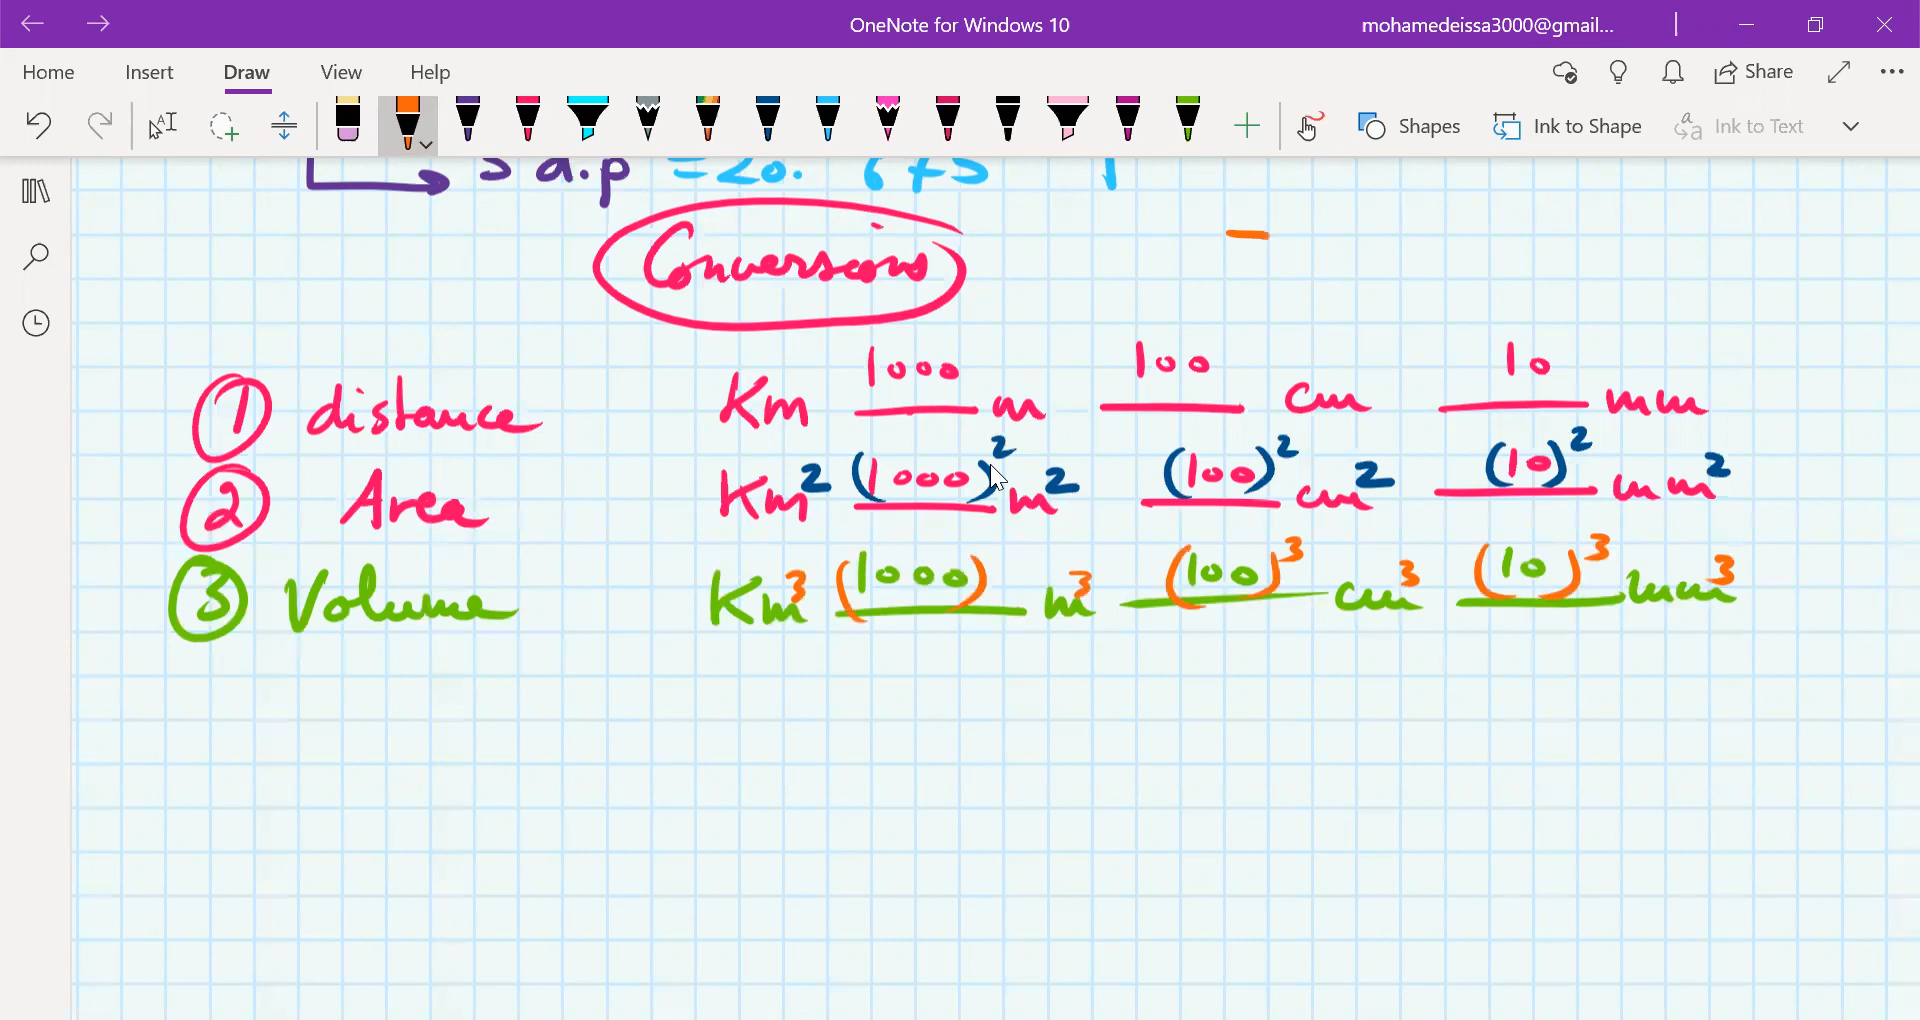 OneNote for Windows 10
mohamedeissa3000@gmail...
Home Insert Draw View Help
Share
Shapes Ink to Shape Ink to Text
d.p = 20.
Conversions
1 distance Km 1000 m 100 cm 10 mm
2 Area Km² (1000)² m² (100)² cm² (10)² mm²
3 Volume Km³ (1000) m³ (100)³ cm³ (10)³ mm³